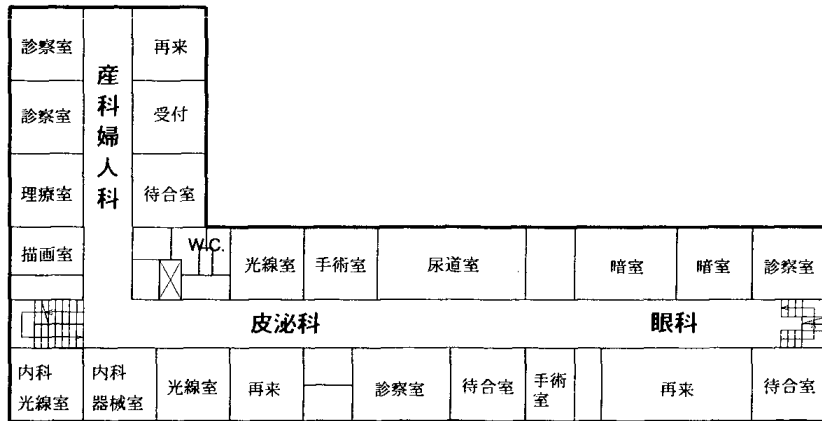 診察室
再来
産科婦人科
診察室
受付
理療室
待合室
描画室
W.C.
光線室
手術室
尿道室
暗室
暗室
診察室
皮泌科
眼科
内科
光線室
内科
器械室
光線室
再来
診察室
待合室
手術
室
再来
待合室